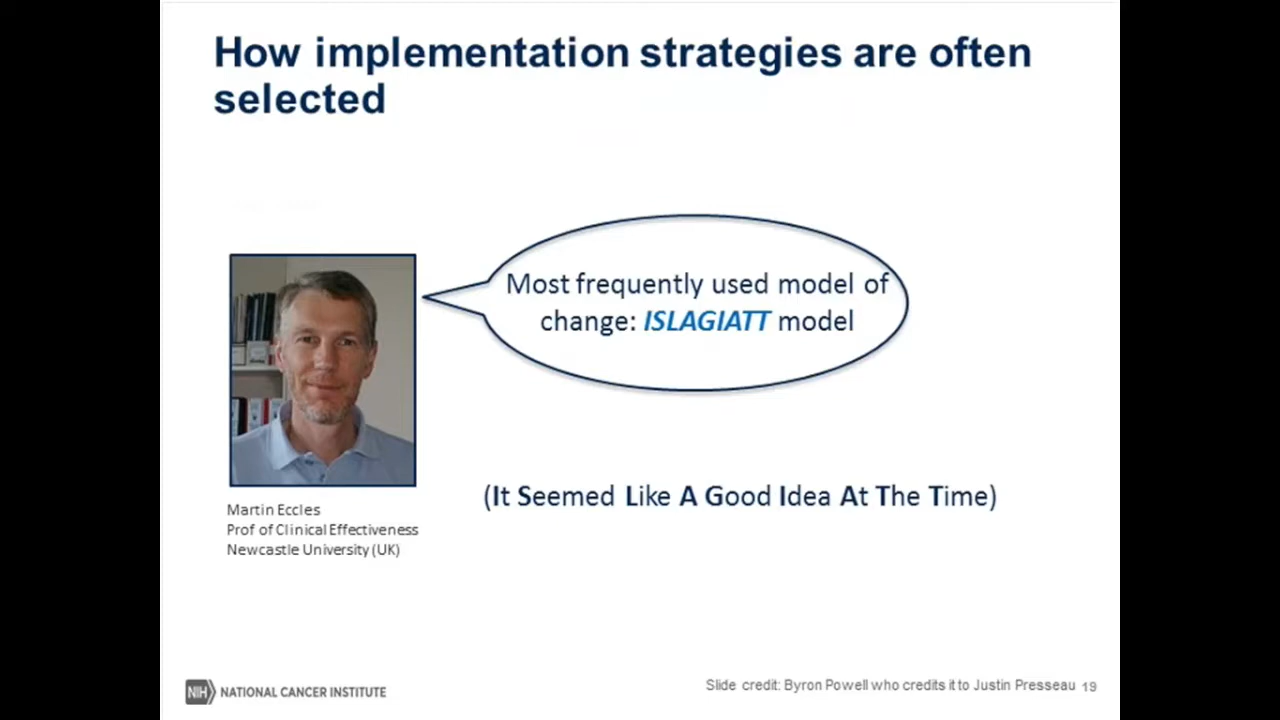 How implementation strategies are often
selected
Most frequently used model of
change: ISLAGIATT model
(It Seemed Like A Good Idea At The Time)
Martin Eccles
Prof of Clinical Effectiveness
Newcastle University (UK)
NIH NATIONAL CANCER INSTITUTE
Slide credit: Byron Powell who credits it to Justin Presseau 19